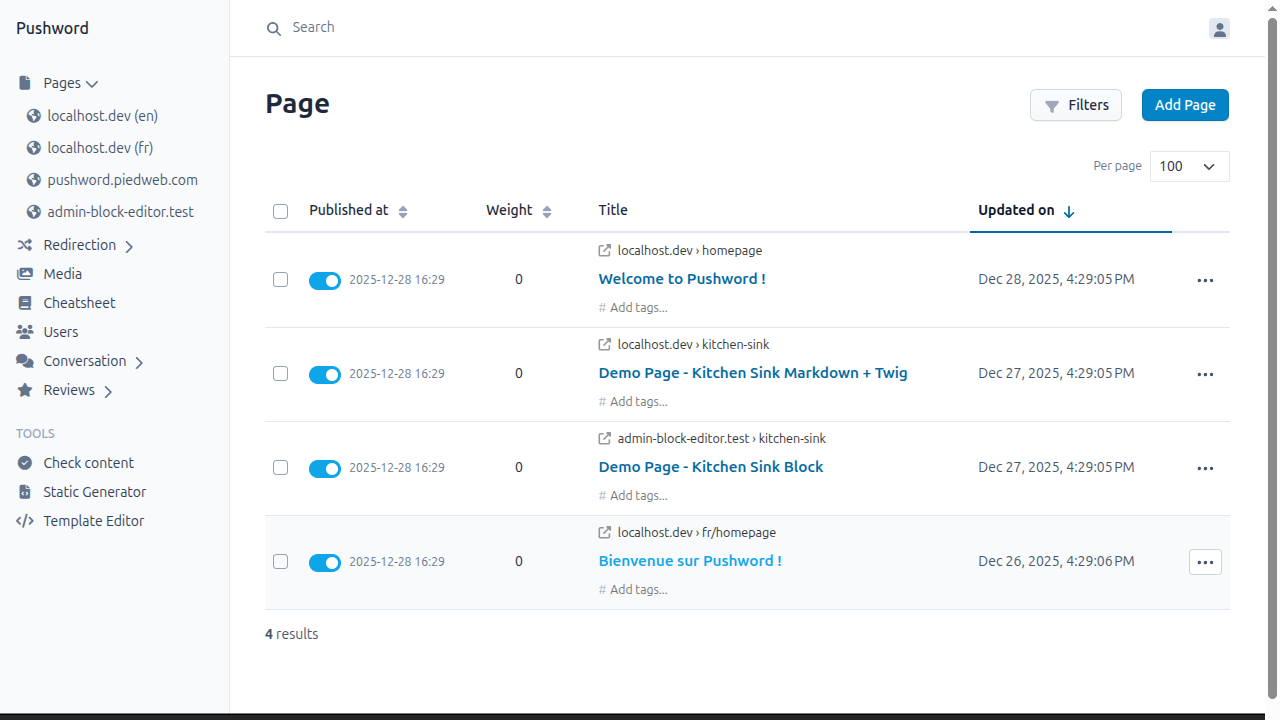 Pushword
Search
Pages
localhost.dev (en)
localhost.dev (fr)
pushword.piedweb.com
admin-block-editor.test
Redirection
Media
Cheatsheet
Users
Conversation
Reviews
TOOLS
Check content
Static Generator
Template Editor
Page
Filters
Add Page
Per page
100
Published at Weight Title Updated on
localhost.dev › homepage
2025-12-28 16:29 0 Welcome to Pushword ! Dec 28, 2025, 4:29:05 PM
# Add tags...
localhost.dev › kitchen-sink
2025-12-28 16:29 0 Demo Page - Kitchen Sink Markdown + Twig Dec 27, 2025, 4:29:05 PM
# Add tags...
admin-block-editor.test › kitchen-sink
2025-12-28 16:29 0 Demo Page - Kitchen Sink Block Dec 27, 2025, 4:29:05 PM
# Add tags...
localhost.dev › fr/homepage
2025-12-28 16:29 0 Bienvenue sur Pushword ! Dec 26, 2025, 4:29:06 PM
# Add tags...
4 results